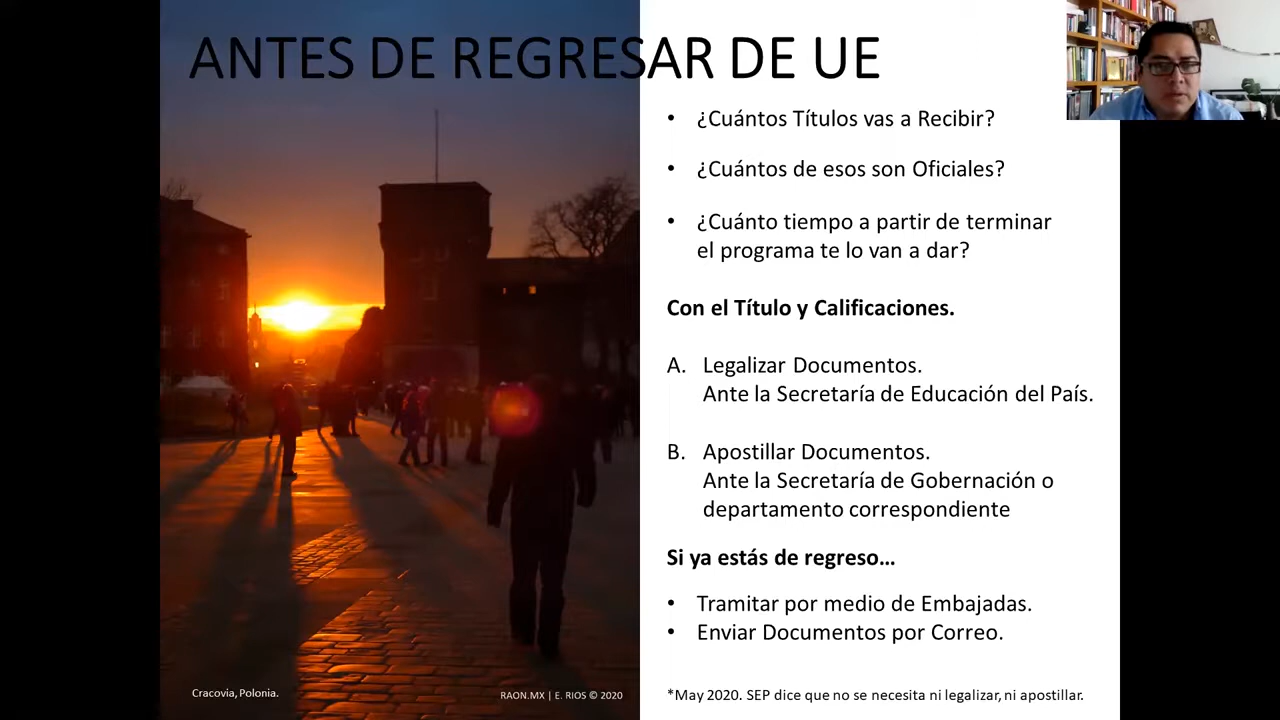 ANTES DE REGRESAR DE UE
• ¿Cuántos Títulos vas a Recibir?
• ¿Cuántos de esos son Oficiales?
• ¿Cuánto tiempo a partir de terminar
el programa te lo van a dar?
Con el Título y Calificaciones.
A. Legalizar Documentos.
Ante la Secretaría de Educación del País.
B. Apostillar Documentos.
Ante la Secretaría de Gobernación o
departamento correspondiente
Si ya estás de regreso...
• Tramitar por medio de Embajadas.
• Enviar Documentos por Correo.
Cracovia, Polonia.
RAON.MX | E. RIOS © 2020
*May 2020. SEP dice que no se necesita ni legalizar, ni apostillar.